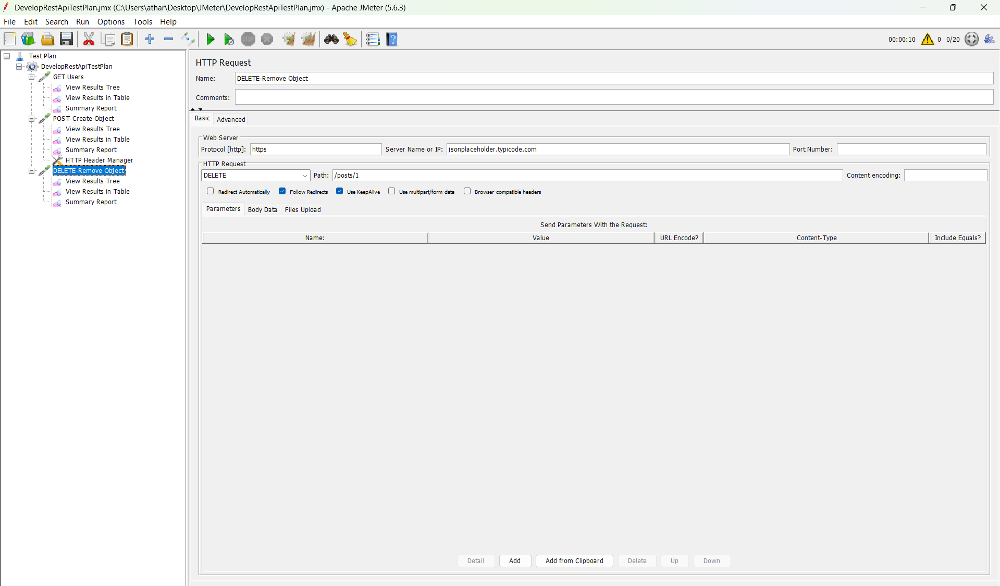 DevelopRestApiTestPlan.jmx (C:\Users\athar\Desktop\JMeter\DevelopRestApiTestPlan.jmx) - Apache JMeter (5.6.3)
File Edit Search Run Options Tools Help
STOP
00:00:10 0 0/20
Test Plan
DevelopRestApiTestPlan
GET Users
View Results Tree
View Results in Table
Summary Report
POST-Create Object
View Results Tree
View Results in Table
Summary Report
HTTP Header Manager
DELETE-Remove Object
View Results Tree
View Results in Table
Summary Report
HTTP Request
Name: DELETE-Remove Object
Comments:
Basic Advanced
Web Server
Protocol [http]: https Server Name or IP: jsonplaceholder.typicode.com Port Number:
HTTP Request
DELETE Path: /posts/1 Content encoding:
Redirect Automatically Follow Redirects Use KeepAlive Use multipart/form-data Browser-compatible headers
Parameters Body Data Files Upload
Send Parameters With the Request:
Name: Value URL Encode? Content-Type Include Equals?
Detail Add Add from Clipboard Delete Up Down